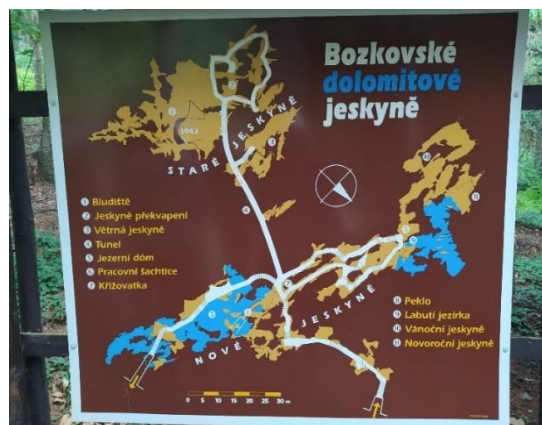 Bozkovské
dolomitové
jeskyně
1947
STARÉ JESKYNĚ
1 Bludiště
2 Jeskyně překvapení
3 Větrná jeskyně
4 Tunel
5 Jezerní dóm
6 Pracovní šachtice
7 Křižovatka
8 Peklo
9 Labutí jezírka
10 Vánoční jeskyně
11 Novoroční jeskyně
NOVÉ JESKYNĚ
0 5 10 15 20 25 30 m